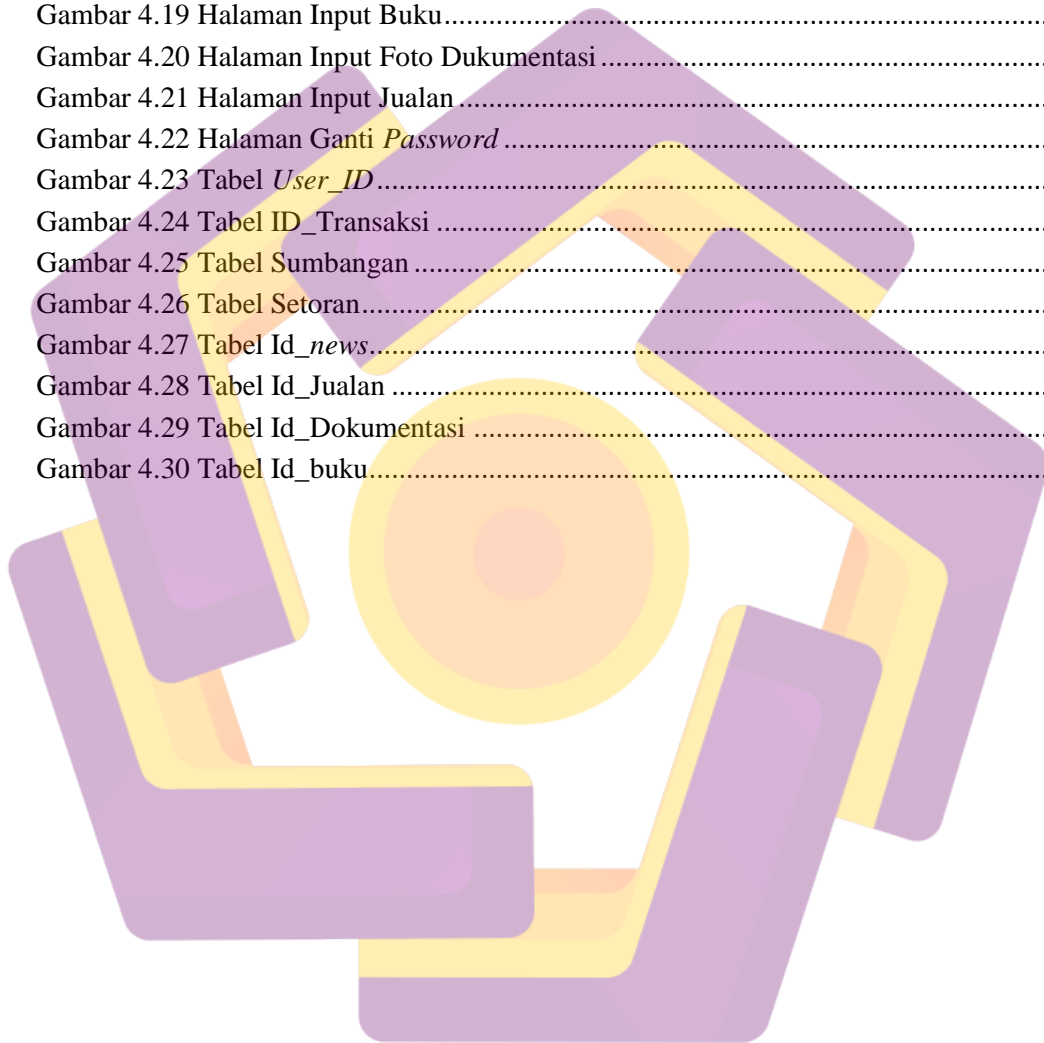 Gambar 4.19 Halaman Input Buku................................................................................
Gambar 4.20 Halaman Input Foto Dukumentasi..........................................................
Gambar 4.21 Halaman Input Jualan..............................................................................
Gambar 4.22 Halaman Ganti Password........................................................................
Gambar 4.23 Tabel User_ID.........................................................................................
Gambar 4.24 Tabel ID_Transaksi.................................................................................
Gambar 4.25 Tabel Sumbangan....................................................................................
Gambar 4.26 Tabel Setoran...........................................................................................
Gambar 4.27 Tabel Id_news..........................................................................................
Gambar 4.28 Tabel Id_Jualan.......................................................................................
Gambar 4.29 Tabel Id_Dokumentasi............................................................................
Gambar 4.30 Tabel Id_buku..........................................................................................